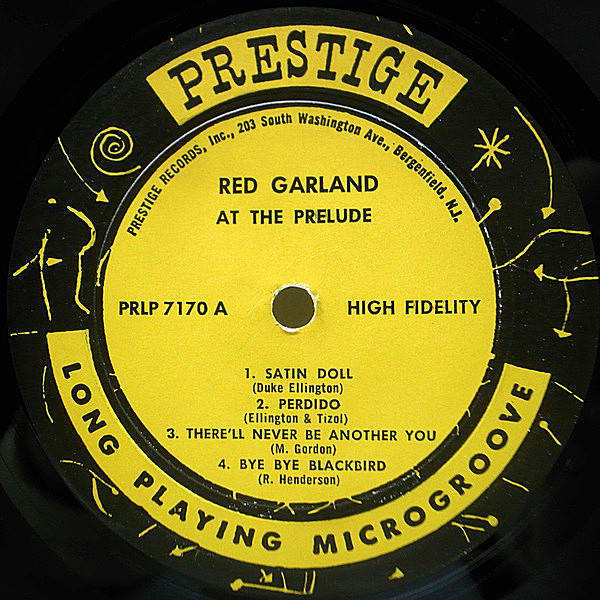 PRESTIGE
PRESTIGE RECORDS, Inc., 203 South Washington Ave., Bergenfield, N.J.
RED GARLAND
AT THE PRELUDE
PRLP 7170 A
HIGH FIDELITY
1. SATIN DOLL
(Duke Ellington)
2. PERDIDO
(Ellington & Tizol)
3. THERE'LL NEVER BE ANOTHER YOU
(M. Gordon)
4. BYE BYE BLACKBIRD
(R. Henderson)
LONG PLAYING MICROGROOVE